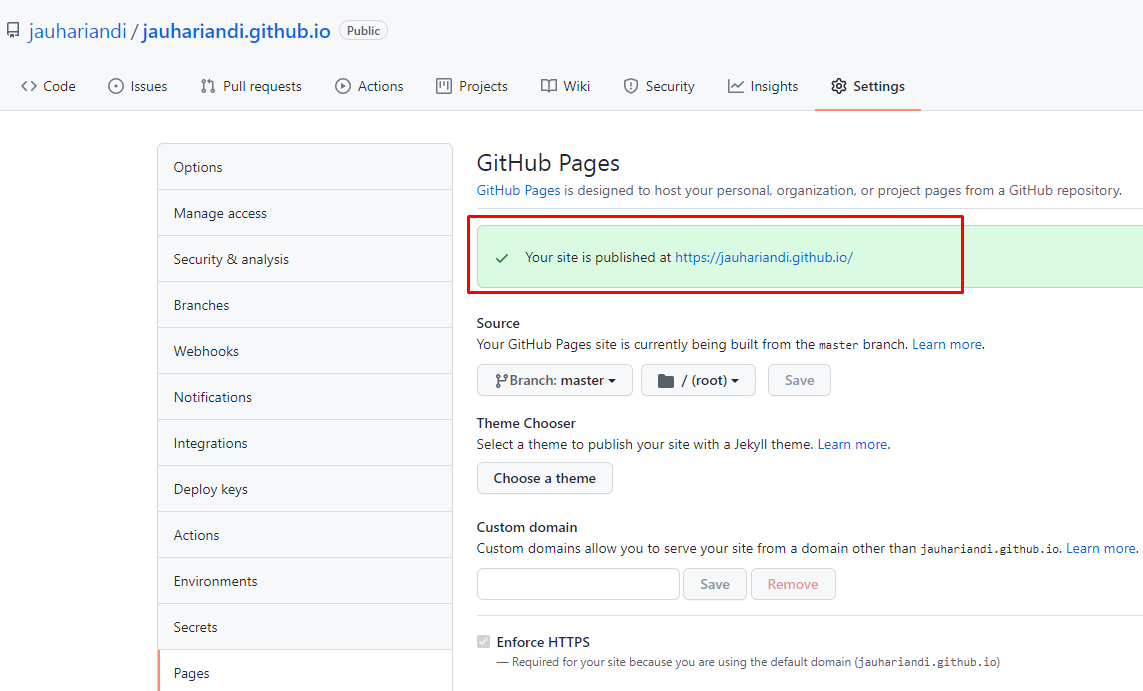 jauhariandi / jauhariandi.github.io Public
Code Issues Pull requests Actions Projects Wiki Security Insights Settings
Options
Manage access
Security & analysis
Branches
Webhooks
Notifications
Integrations
Deploy keys
Actions
Environments
Secrets
Pages
GitHub Pages
GitHub Pages is designed to host your personal, organization, or project pages from a GitHub repository.
Your site is published at https://jauhariandi.github.io/
Source
Your GitHub Pages site is currently being built from the master branch. Learn more.
Branch: master / (root) Save
Theme Chooser
Select a theme to publish your site with a Jekyll theme. Learn more.
Choose a theme
Custom domain
Custom domains allow you to serve your site from a domain other than jauhariandi.github.io. Learn more.
Save Remove
Enforce HTTPS
— Required for your site because you are using the default domain (jauhariandi.github.io)